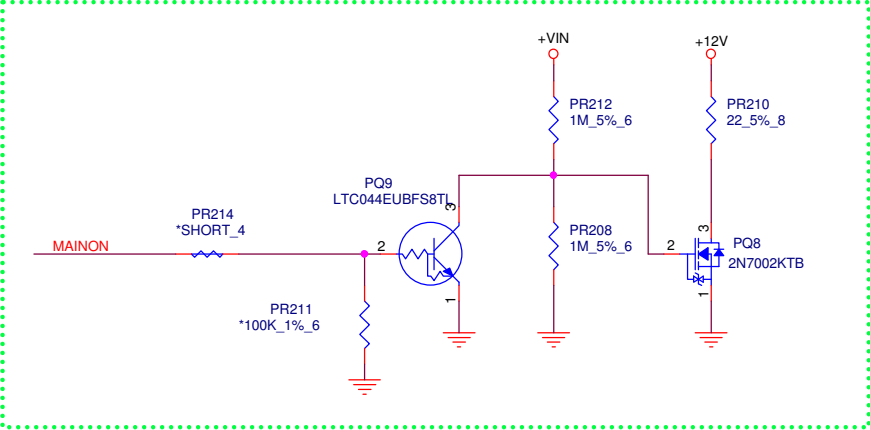 +VIN
+12V
PR212
1M_5%_6
PR210
22_5%_8
PQ9
LTC044EUBFS8TL
3
PR214
*SHORT_4
MAINON
2
1
PR208
1M_5%_6
2
3
1
PQ8
2N7002KTB
PR211
*100K_1%_6